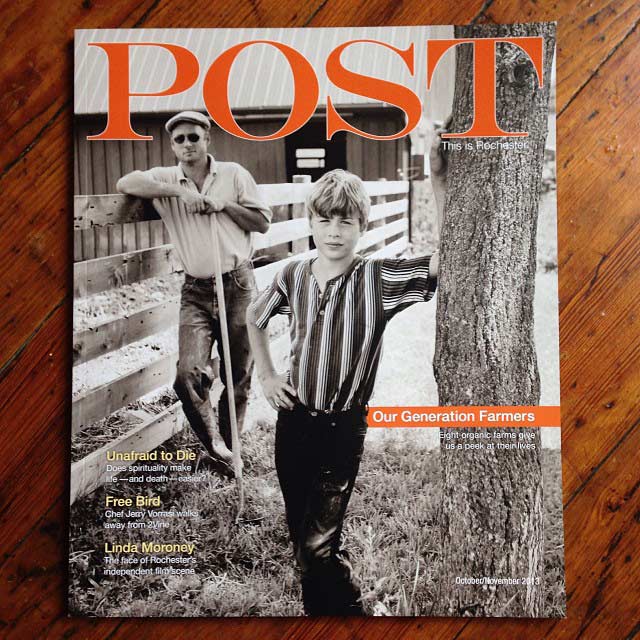 POST
This is Rochester.
Our Generation Farmers
Eight organic farms give
us a peek at their lives
Unafraid to Die
Does spirituality make
life—and death—easier?
Free Bird
Chef Jerry Vorrasi walks
away from 2Vine
Linda Moroney
The face of Rochester's
independent film scene
October/November 2013